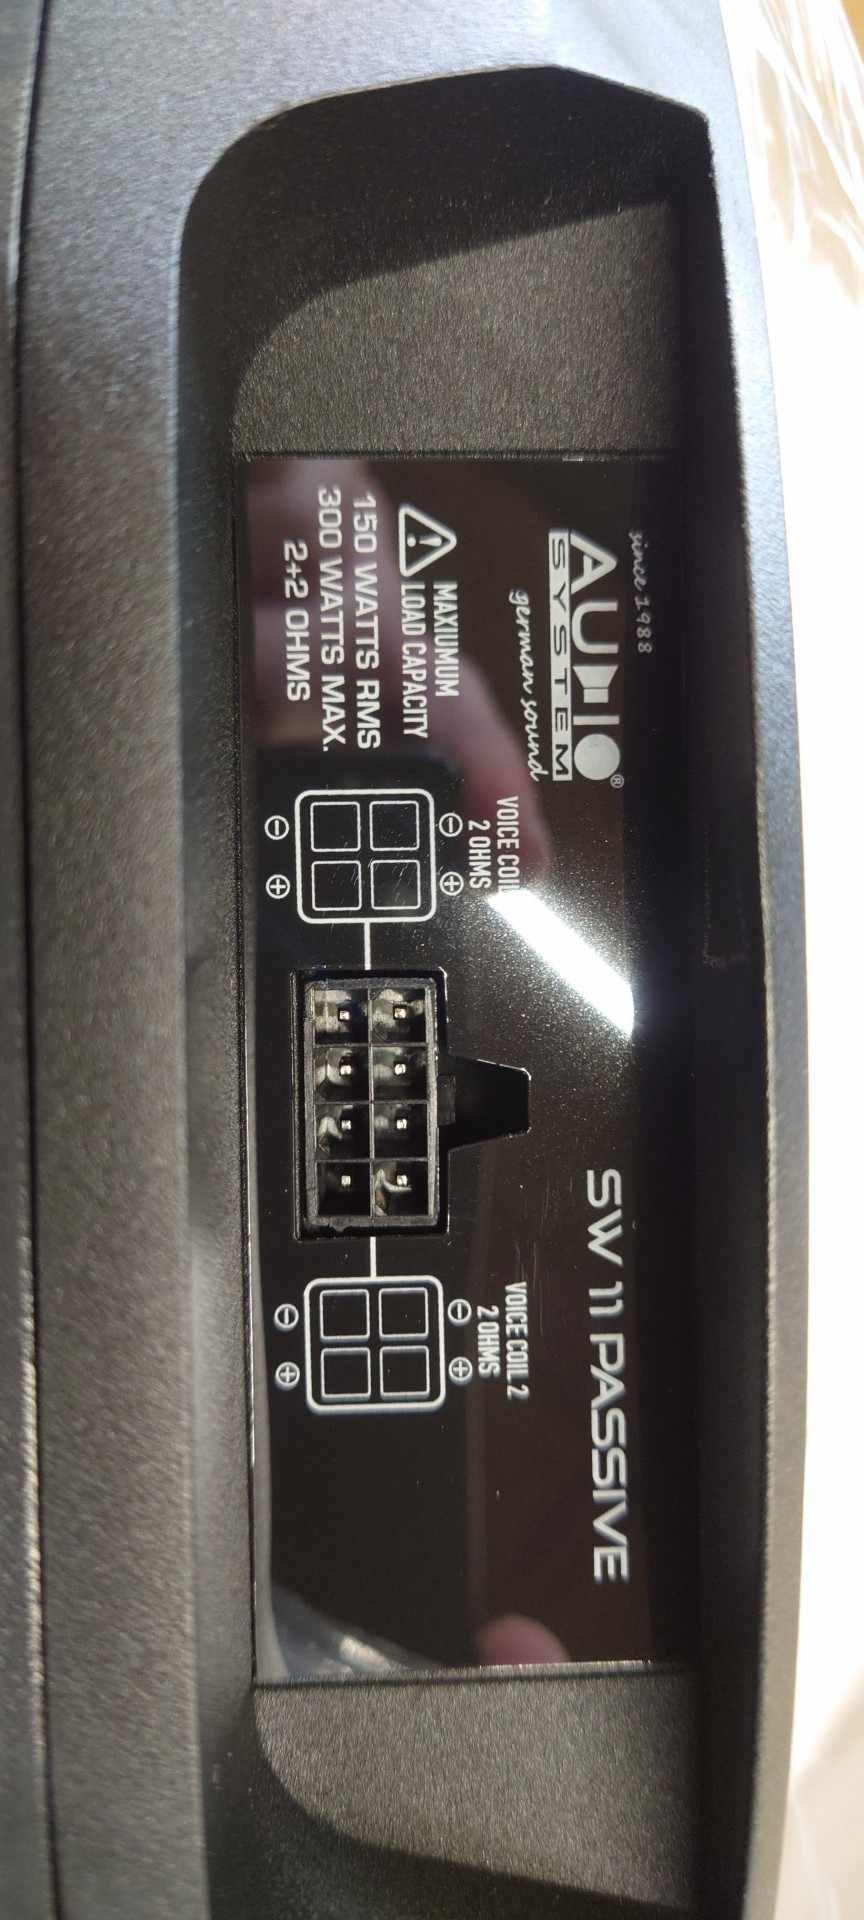 since 1988
AUDIO®
SYSTEM
german sound
SW 11 PASSIVE
MAXIUMUM
LOAD CAPACITY
150 WATTS RMS
300 WATTS MAX.
2+2 OHMS
VOICE COIL
2 OHMS
⊖ ⊕
⊖ ⊕
VOICE COIL 2
2 OHMS
⊖ ⊕
⊖ ⊕